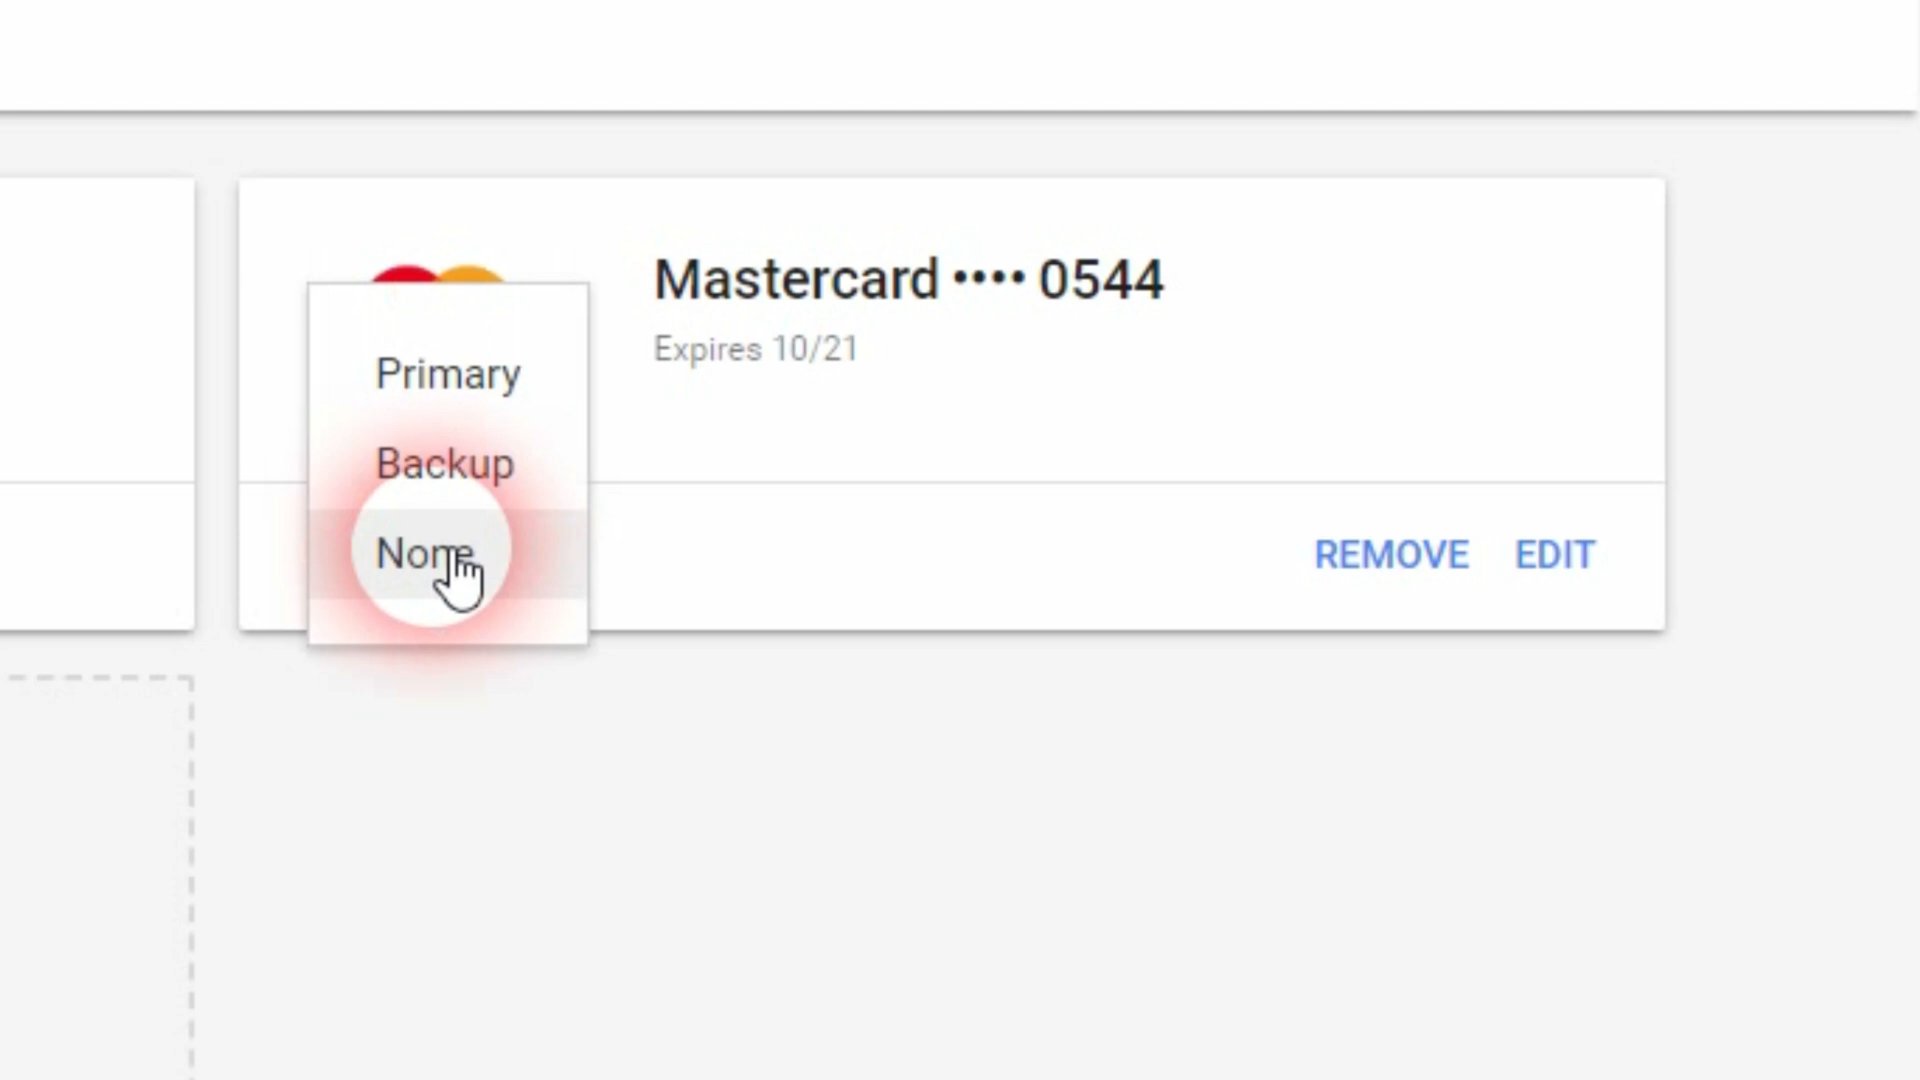 Mastercard •••• 0544
Expires 10/21
Primary
Backup
None
REMOVE EDIT